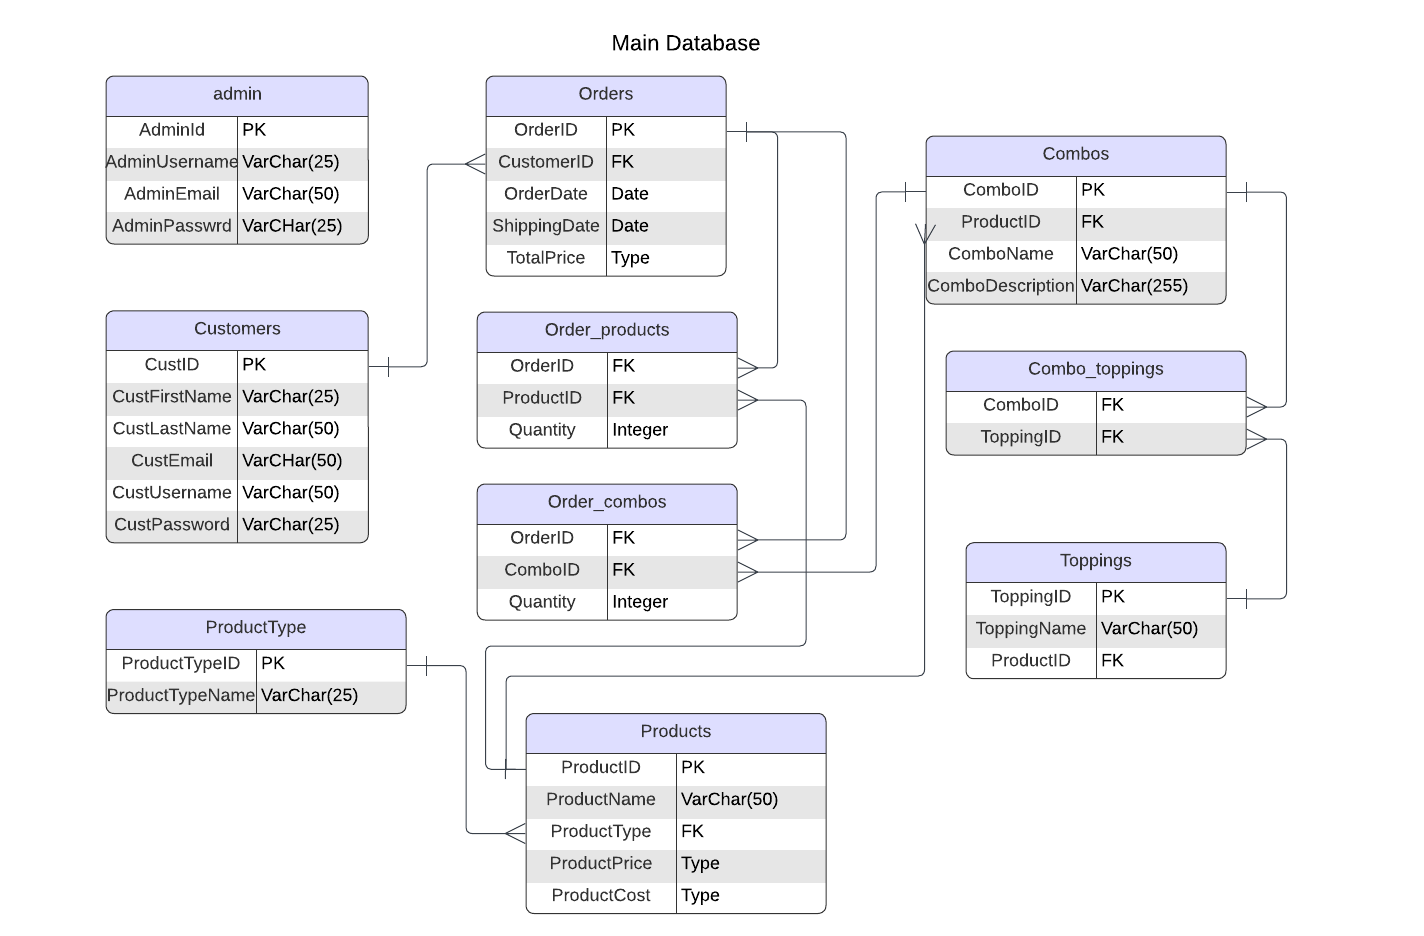 Main Database
admin
AdminId PK
AdminUsername VarChar(25)
AdminEmail VarChar(50)
AdminPasswrd VarCHar(25)
Customers
CustID PK
CustFirstName VarChar(25)
CustLastName VarChar(50)
CustEmail VarCHar(50)
CustUsername VarChar(50)
CustPassword VarChar(25)
ProductType
ProductTypeID PK
ProductTypeName VarChar(25)
Orders
OrderID PK
CustomerID FK
OrderDate Date
ShippingDate Date
TotalPrice Type
Order_products
OrderID FK
ProductID FK
Quantity Integer
Order_combos
OrderID FK
ComboID FK
Quantity Integer
Products
ProductID PK
ProductName VarChar(50)
ProductType FK
ProductPrice Type
ProductCost Type
Combos
ComboID PK
ProductID FK
ComboName VarChar(50)
ComboDescription VarChar(255)
Combo_toppings
ComboID FK
ToppingID FK
Toppings
ToppingID PK
ToppingName VarChar(50)
ProductID FK